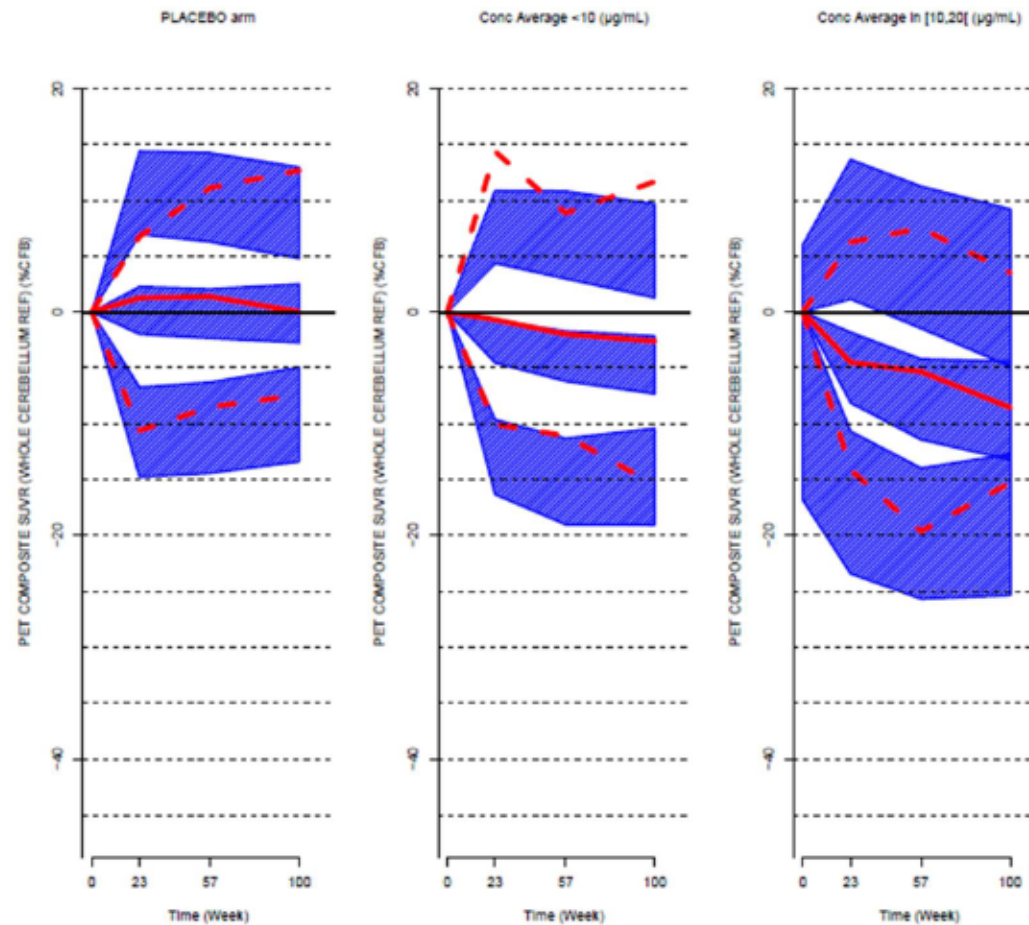 PLACEBO arm
PET COMPOSITE SUVR (WHOLE CEREBELLUM REF) (%CFB)
20
0
−20
−40
0 23 57 100
Time (Week)
Conc Average <10 (µg/mL)
PET COMPOSITE SUVR (WHOLE CEREBELLUM REF) (%CFB)
20
0
−20
−40
0 23 57 100
Time (Week)
Conc Average In [10,20[ (µg/mL)
PET COMPOSITE SUVR (WHOLE CEREBELLUM REF) (%CFB)
20
0
−20
−40
0 23 57 100
Time (Week)